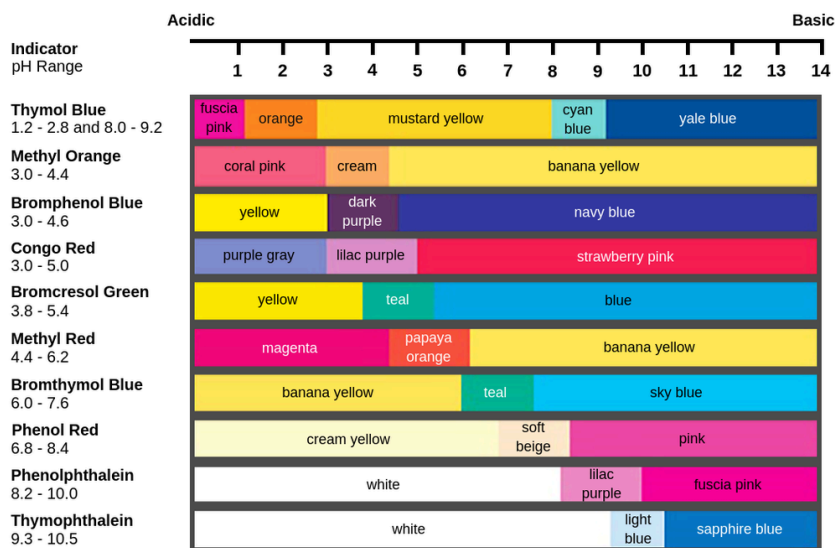 Acidic Basic
Indicator
pH Range
1 2 3 4 5 6 7 8 9 10 11 12 13 14
Thymol Blue
1.2 - 2.8 and 8.0 - 9.2
fuscia
pink
orange
mustard yellow
cyan
blue
yale blue
Methyl Orange
3.0 - 4.4
coral pink
cream
banana yellow
Bromphenol Blue
3.0 - 4.6
yellow
dark
purple
navy blue
Congo Red
3.0 - 5.0
purple gray
lilac purple
strawberry pink
Bromcresol Green
3.8 - 5.4
yellow
teal
blue
Methyl Red
4.4 - 6.2
magenta
papaya
orange
banana yellow
Bromthymol Blue
6.0 - 7.6
banana yellow
teal
sky blue
Phenol Red
6.8 - 8.4
cream yellow
soft
beige
pink
Phenolphthalein
8.2 - 10.0
white
lilac
purple
fuscia pink
Thymophthalein
9.3 - 10.5
white
light
blue
sapphire blue